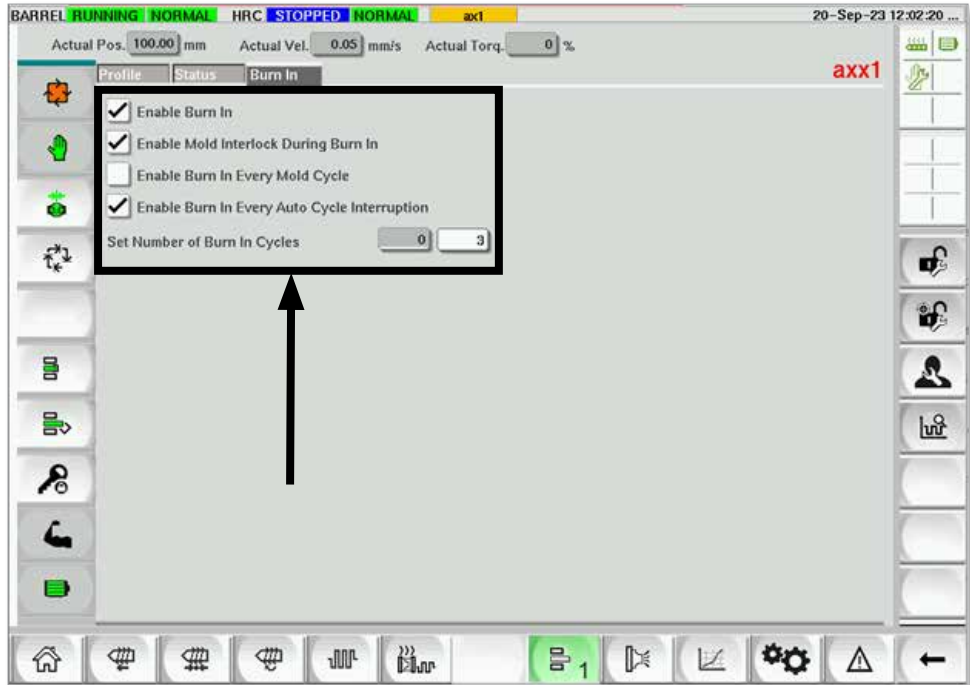 BARREL RUNNING NORMAL HRC STOPPED NORMAL ax1 20-Sep-23 12:02:20 ...
Actual Pos. 100.00 mm Actual Vel. 0.05 mm/s Actual Torq. 0 %
Profile Status Burn In axx1
Enable Burn In
Enable Mold Interlock During Burn In
Enable Burn In Every Mold Cycle
Enable Burn In Every Auto Cycle Interruption
Set Number of Burn In Cycles 0 3
1